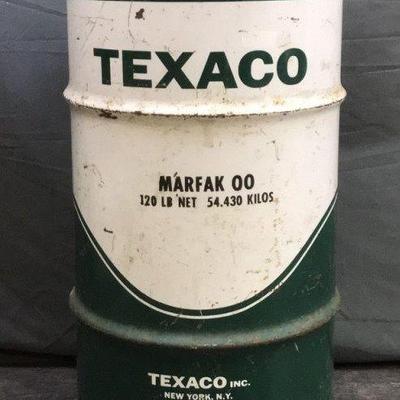 TEXACO
MARFAK 00
120 LB NET 54.430 KILOS
TEXACO INC.
NEW YORK, N.Y.